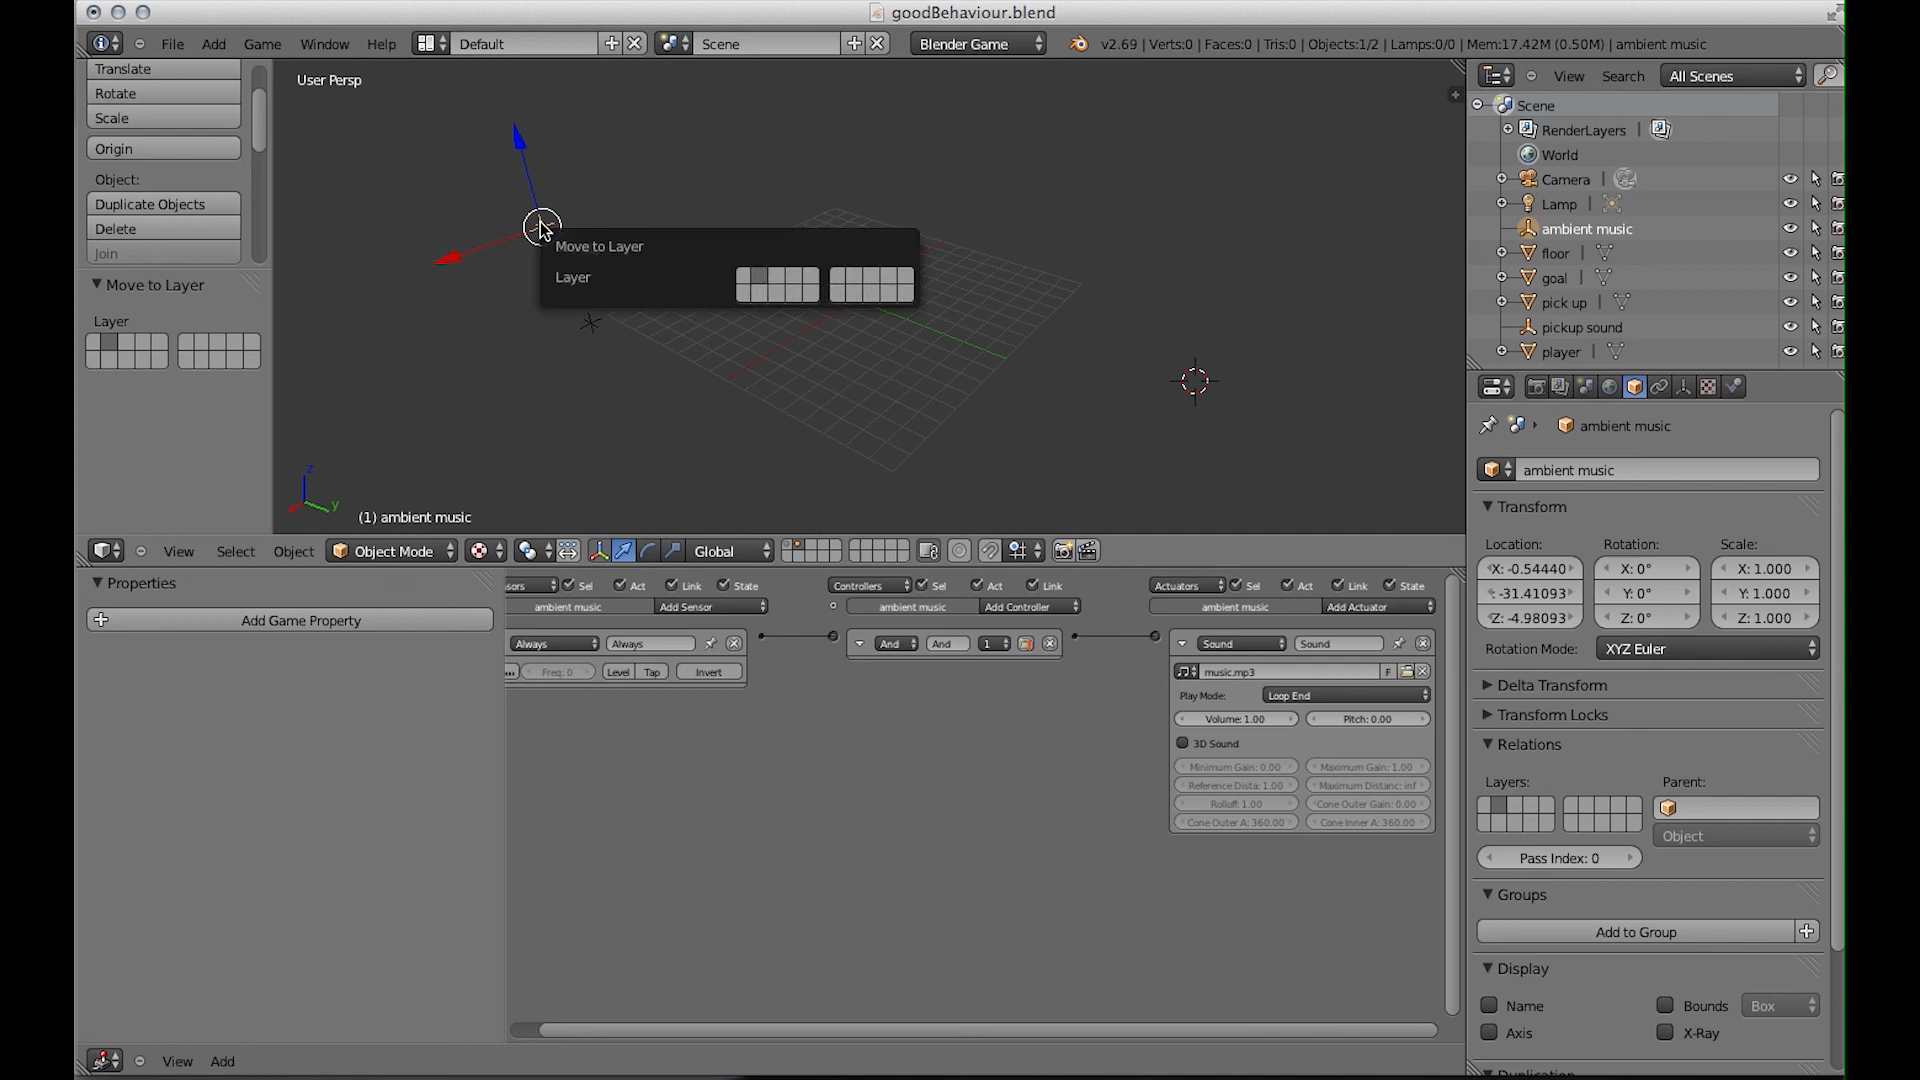 goodBehaviour.blend
File Add Game Window Help Default Scene Blender Game v2.69 | Verts:0 | Faces:0 | Tris:0 | Objects:1/2 | Lamps:0/0 | Mem:17.42M (0.50M) | ambient music
Translate
Rotate
Scale
Origin
Object:
Duplicate Objects
Delete
Join
Move to Layer
Layer
User Persp
Move to Layer
Layer
z
y
(1) ambient music
View Select Object Object Mode Global
View Search All Scenes
Scene
RenderLayers |
World
Camera |
Lamp |
ambient music
floor |
goal |
pick up |
pickup sound
player |
ambient music
ambient music
Transform
Location: Rotation: Scale:
X: -0.54440 X: 0° X: 1.000
: -31.41093 Y: 0° Y: 1.000
Z: -4.98093 Z: 0° Z: 1.000
Rotation Mode: XYZ Euler
Delta Transform
Transform Locks
Relations
Layers: Parent:
Object
Pass Index: 0
Groups
Add to Group
Display
Name Bounds Box
Axis X-Ray
Properties
Add Game Property
sors Sel Act Link State Controllers Sel Act Link Actuators Sel Act Link State
ambient music Add Sensor ambient music Add Controller ambient music Add Actuator
Always Always And And 1 Sound Sound
... Freq: 0 Level Tap Invert
music.mp3 F
Play Mode: Loop End
Volume: 1.00 Pitch: 0.00
3D Sound
Minimum Gain: 0.00 Maximum Gain: 1.00
Reference Dista: 1.00 Maximum Distanc: inf
Rolloff: 1.00 Cone Outer Gain: 0.00
Cone Outer A: 360.00 Cone Inner A: 360.00
View Add